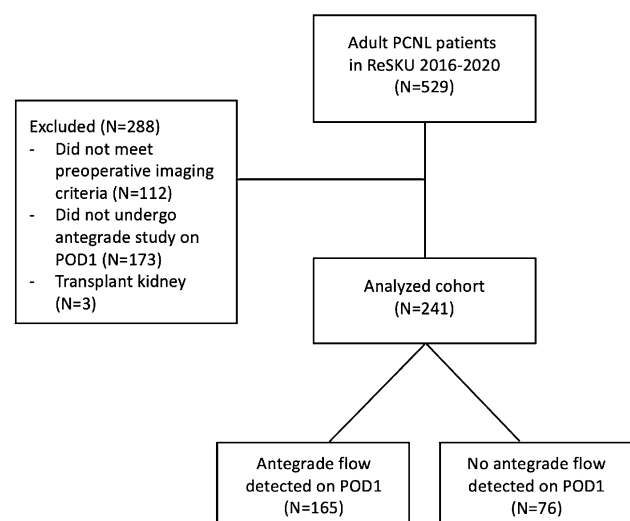 Adult PCNL patients
in ReSKU 2016-2020
(N=529)
Excluded (N=288)
- Did not meet
preoperative imaging
criteria (N=112)
- Did not undergo
antegrade study on
POD1 (N=173)
- Transplant kidney
(N=3)
Analyzed cohort
(N=241)
Antegrade flow
detected on POD1
(N=165)
No antegrade flow
detected on POD1
(N=76)